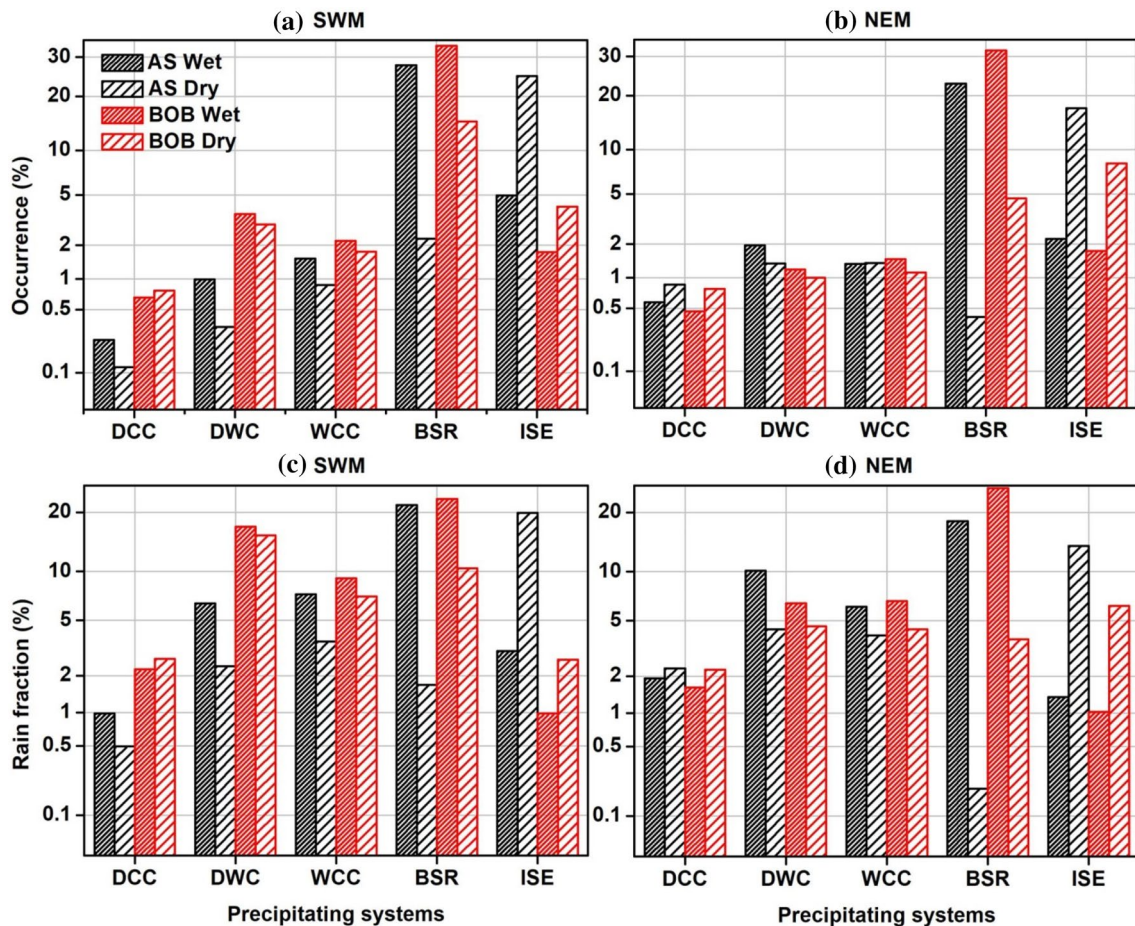 (a) SWM
(b) NEM
AS Wet
AS Dry
BOB Wet
BOB Dry
Occurrence (%)
30
20
10
5
2
1
0.5
0.1
DCC DWC WCC BSR ISE
30
20
10
5
2
1
0.5
0.1
DCC DWC WCC BSR ISE
(c) SWM
(d) NEM
Rain fraction (%)
20
10
5
2
1
0.5
0.1
DCC DWC WCC BSR ISE
Precipitating systems
20
10
5
2
1
0.5
0.1
DCC DWC WCC BSR ISE
Precipitating systems